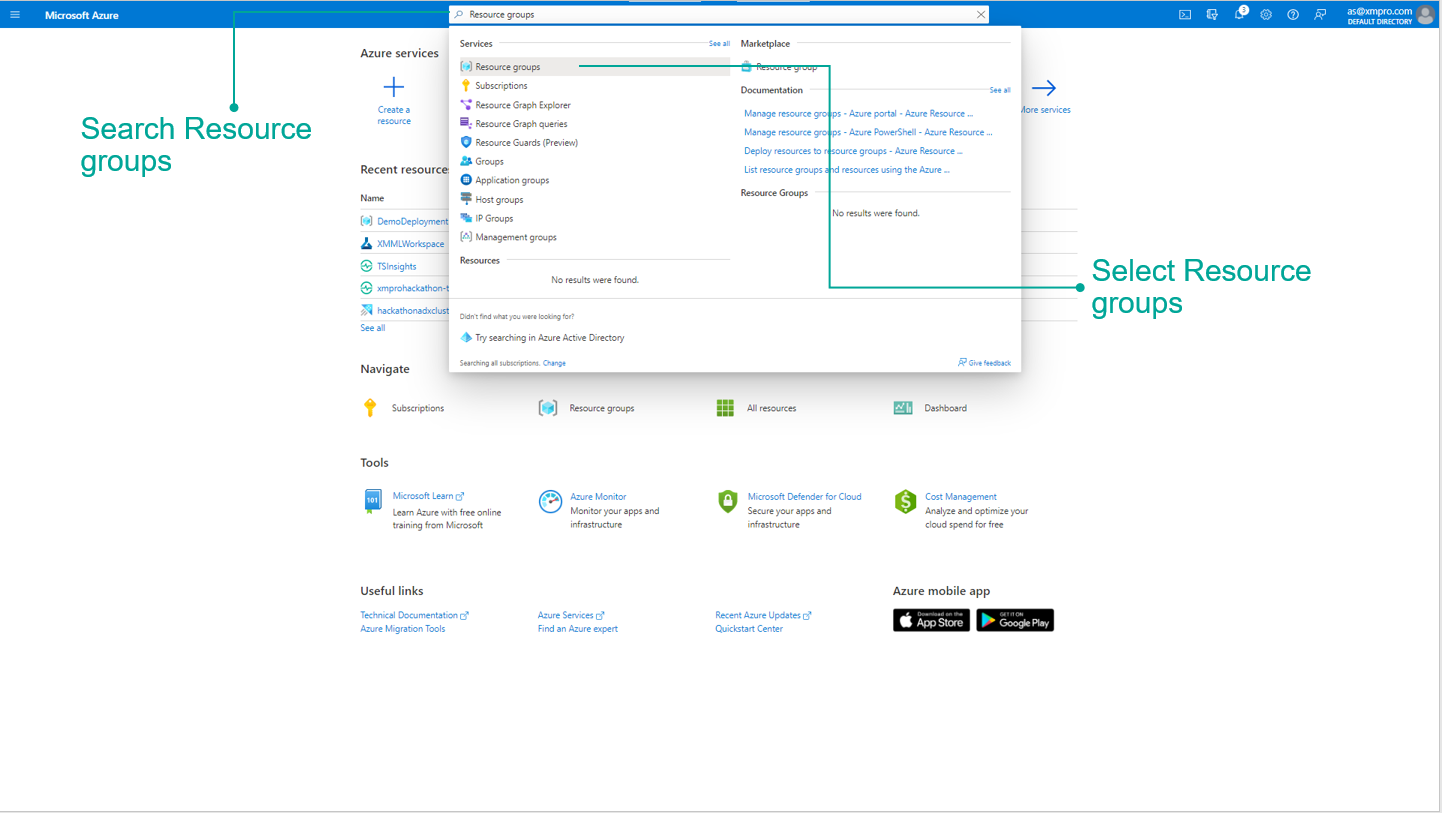 Microsoft Azure
Resource groups
3
as@xmpro.com
DEFAULT DIRECTORY
Search Resource
groups
Azure services
Create a
resource
More services
Services
See all
Resource groups
Subscriptions
Resource Graph Explorer
Resource Graph queries
Resource Guards (Preview)
Groups
Application groups
Host groups
IP Groups
Management groups
Resources
No results were found.
Marketplace
Resource group
Documentation
See all
Manage resource groups - Azure portal - Azure Resource ...
Manage resource groups - Azure PowerShell - Azure Resource ...
Deploy resources to resource groups - Azure Resource ...
List resource groups and resources using the Azure ...
Resource Groups
No results were found.
Didn't find what you were looking for?
Try searching in Azure Active Directory
Searching all subscriptions. Change
Give feedback
Select Resource
groups
Recent resources
Name
DemoDeployment
XMMLWorkspace
TSInsights
xmprohackathon-t
hackathonadxclust
See all
Navigate
Subscriptions
Resource groups
All resources
Dashboard
Tools
101
Microsoft Learn
Learn Azure with free online
training from Microsoft
Azure Monitor
Monitor your apps and
infrastructure
Microsoft Defender for Cloud
Secure your apps and
infrastructure
Cost Management
Analyze and optimize your
cloud spend for free
Useful links
Technical Documentation
Azure Migration Tools
Azure Services
Find an Azure expert
Recent Azure Updates
Quickstart Center
Azure mobile app
Download on the
App Store
GET IT ON
Google Play